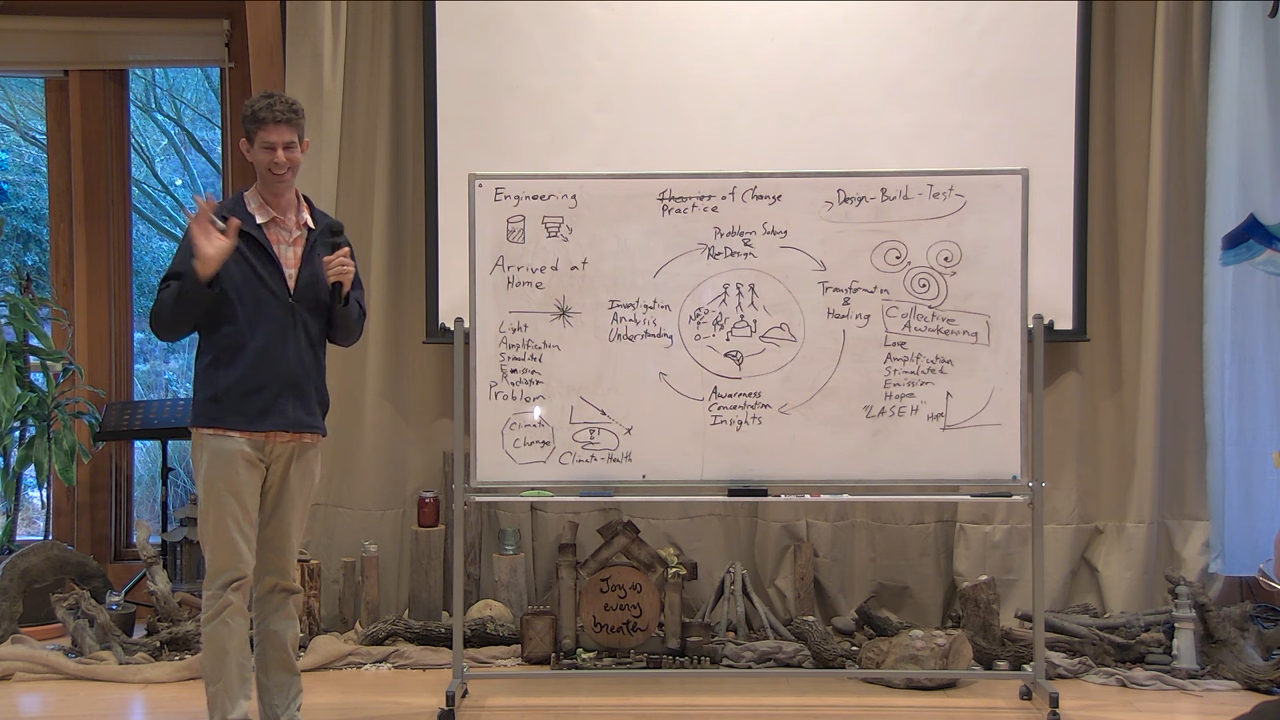 Engineering
Arrived at
Home
Light
Amplification
Stimulated
Emission
Radiation
Problem
Climate
Change
Climate-Health
Theories of Change
Practice
Problem Solving
&
Re-Design
Investigation
Analysis
Understanding
Transformation
&
Healing
Awareness
Concentration
Insights
Design-Build-Test
Collective
Awakening
Love
Amplification
Stimulated
Emission
Hope
"LASEH"
Hope
Joy is
every
breath